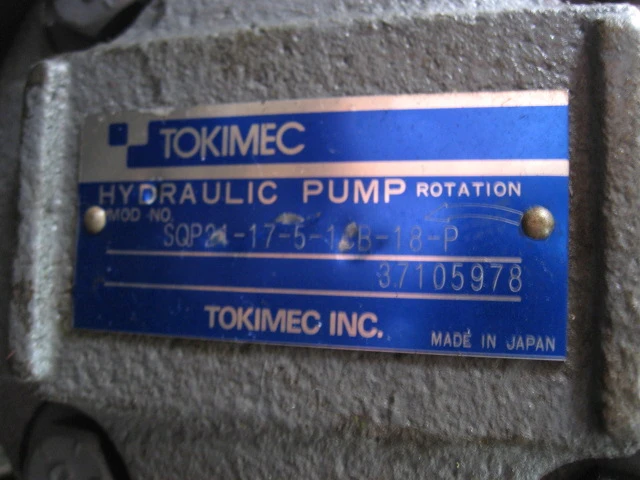 TOKIMEC
HYDRAULIC PUMP ROTATION
MOD NO.
37105978
TOKIMEC INC.
MADE IN JAPAN